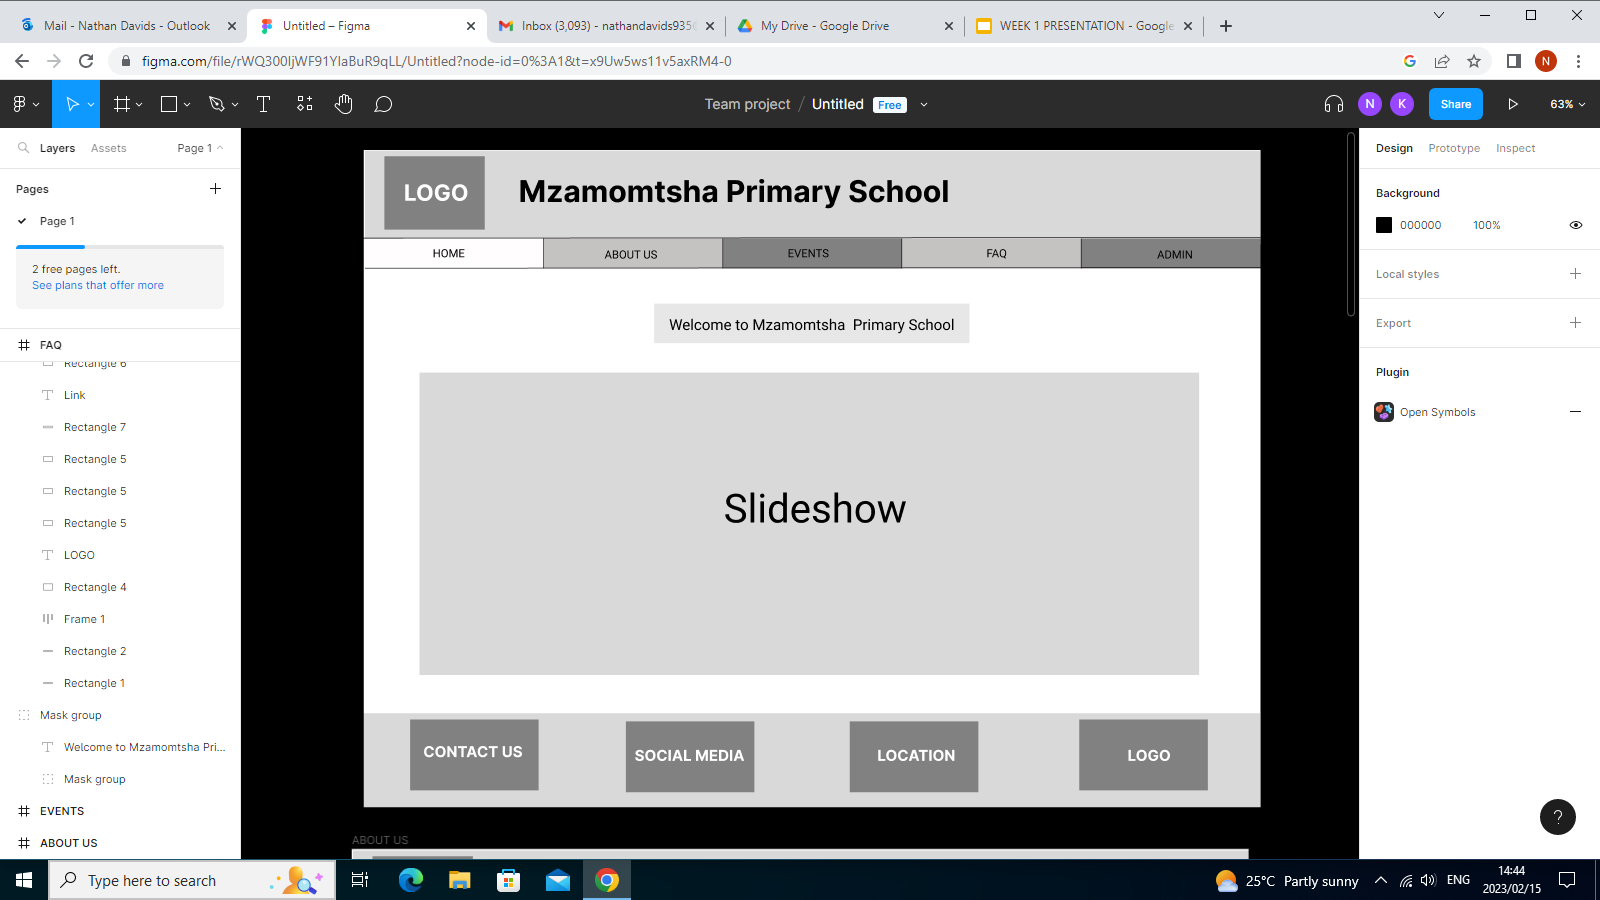 Mail - Nathan Davids - Outlook
Untitled – Figma
Inbox (3,093) - nathandavids935
My Drive - Google Drive
WEEK 1 PRESENTATION - Google
figma.com/file/rWQ300IjWF91YlaBuR9qLL/Untitled?node-id=0%3A1&t=x9Uw5ws11v5axRM4-0
N
Team project / Untitled Free
N K Share 63%
Layers Assets Page 1
Pages
Page 1
2 free pages left.
See plans that offer more
FAQ
Rectangle 6
Link
Rectangle 7
Rectangle 5
Rectangle 5
Rectangle 5
LOGO
Rectangle 4
Frame 1
Rectangle 2
Rectangle 1
Mask group
Welcome to Mzamomtsha Pri...
Mask group
EVENTS
ABOUT US
LOGO Mzamomtsha Primary School
HOME ABOUT US EVENTS FAQ ADMIN
Welcome to Mzamomtsha Primary School
Slideshow
CONTACT US SOCIAL MEDIA LOCATION LOGO
ABOUT US
Design Prototype Inspect
Background
000000 100%
Local styles
Export
Plugin
Open Symbols
?
Type here to search
25°C Partly sunny
ENG
14:44
2023/02/15